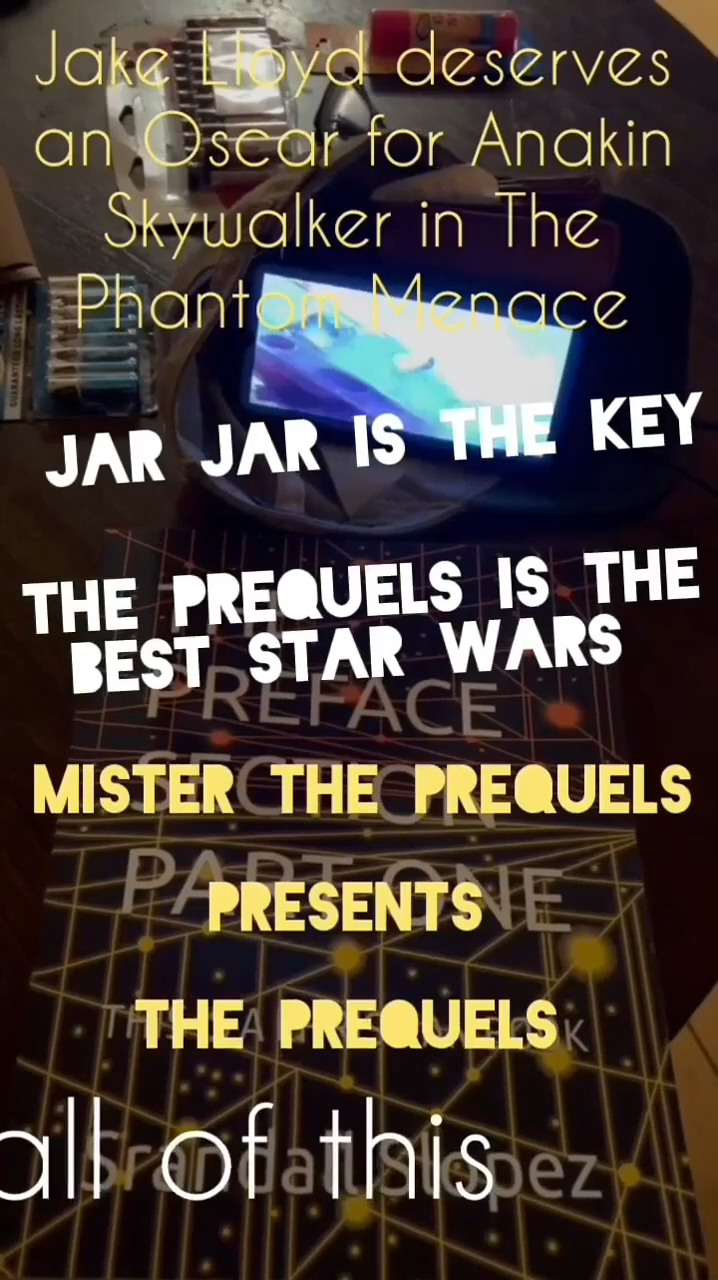 Jake Lloyd deserves
an Oscar for Anakin
Skywalker in The
Phantom Menace
JAR JAR IS THE KEY
THE PREQUELS IS THE
BEST STAR WARS
PREFACE
MISTER THE PREQUELS
SECTION
PART ONE
PRESENTS
THE PREQUELS
all of this